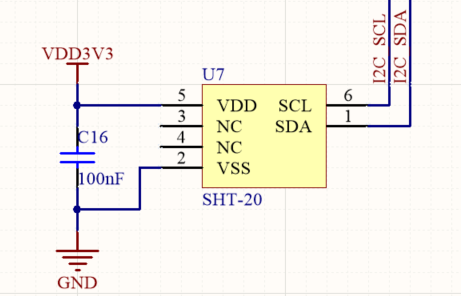 I2C SCL
I2C SDA
VDD3V3
U7
5 VDD SCL 6
3 NC SDA 1
4 NC
2 VSS
C16
100nF
SHT-20
GND